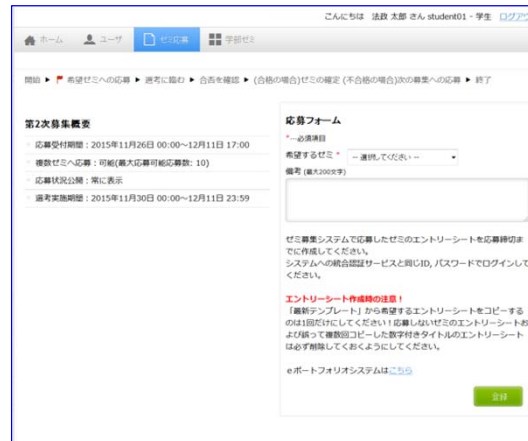 こんにちは 法政 太郎 さん student01 - 学生 ログアウ
ホーム ユーザ ゼミ応募 学部ゼミ
開始 ▶ 希望ゼミへの応募 ▶ 選考に臨む ▶ 合否を確認 ▶ (合格の場合)ゼミの確定 (不合格の場合)次の募集への応募 ▶ 終了
第2次募集概要
応募受付期間：2015年11月26日 00:00～12月11日 17:00
複数ゼミへ応募：可能(最大応募可能応募数: 10)
応募状況公開：常に表示
選考実施期間：2015年11月30日 00:00～12月11日 23:59
応募フォーム
*---必須項目
希望するゼミ * -- 選択してください --
備考 (最大200文字)
ゼミ募集システムで応募したゼミのエントリーシートを応募締切ま
でに作成してください。
システムへの統合認証サービスと同じID, パスワードでログインして
ください。
エントリーシート作成時の注意！
「最新テンプレート」から希望するエントリーシートをコピーする
のは1回だけにしてください！応募しないゼミのエントリーシートお
よび誤って複数回コピーした数字付きタイトルのエントリーシート
は必ず削除しておくようにしてください。
eポートフォリオシステムはこちら
登録